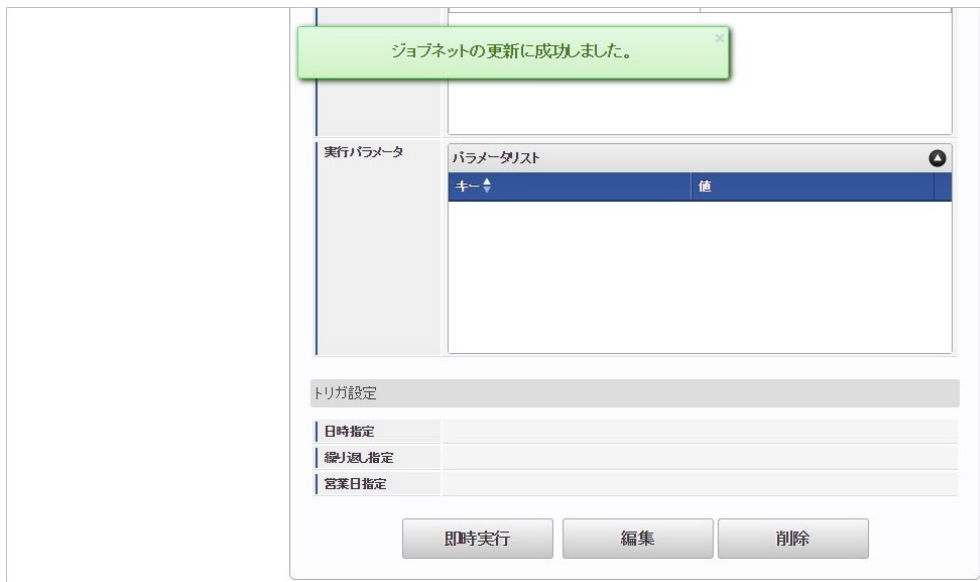 ジョブネットの更新に成功しました。
×
実行パラメータ
パラメータリスト
キー
値
トリガ設定
日時指定
繰り返し指定
営業日指定
即時実行
編集
削除